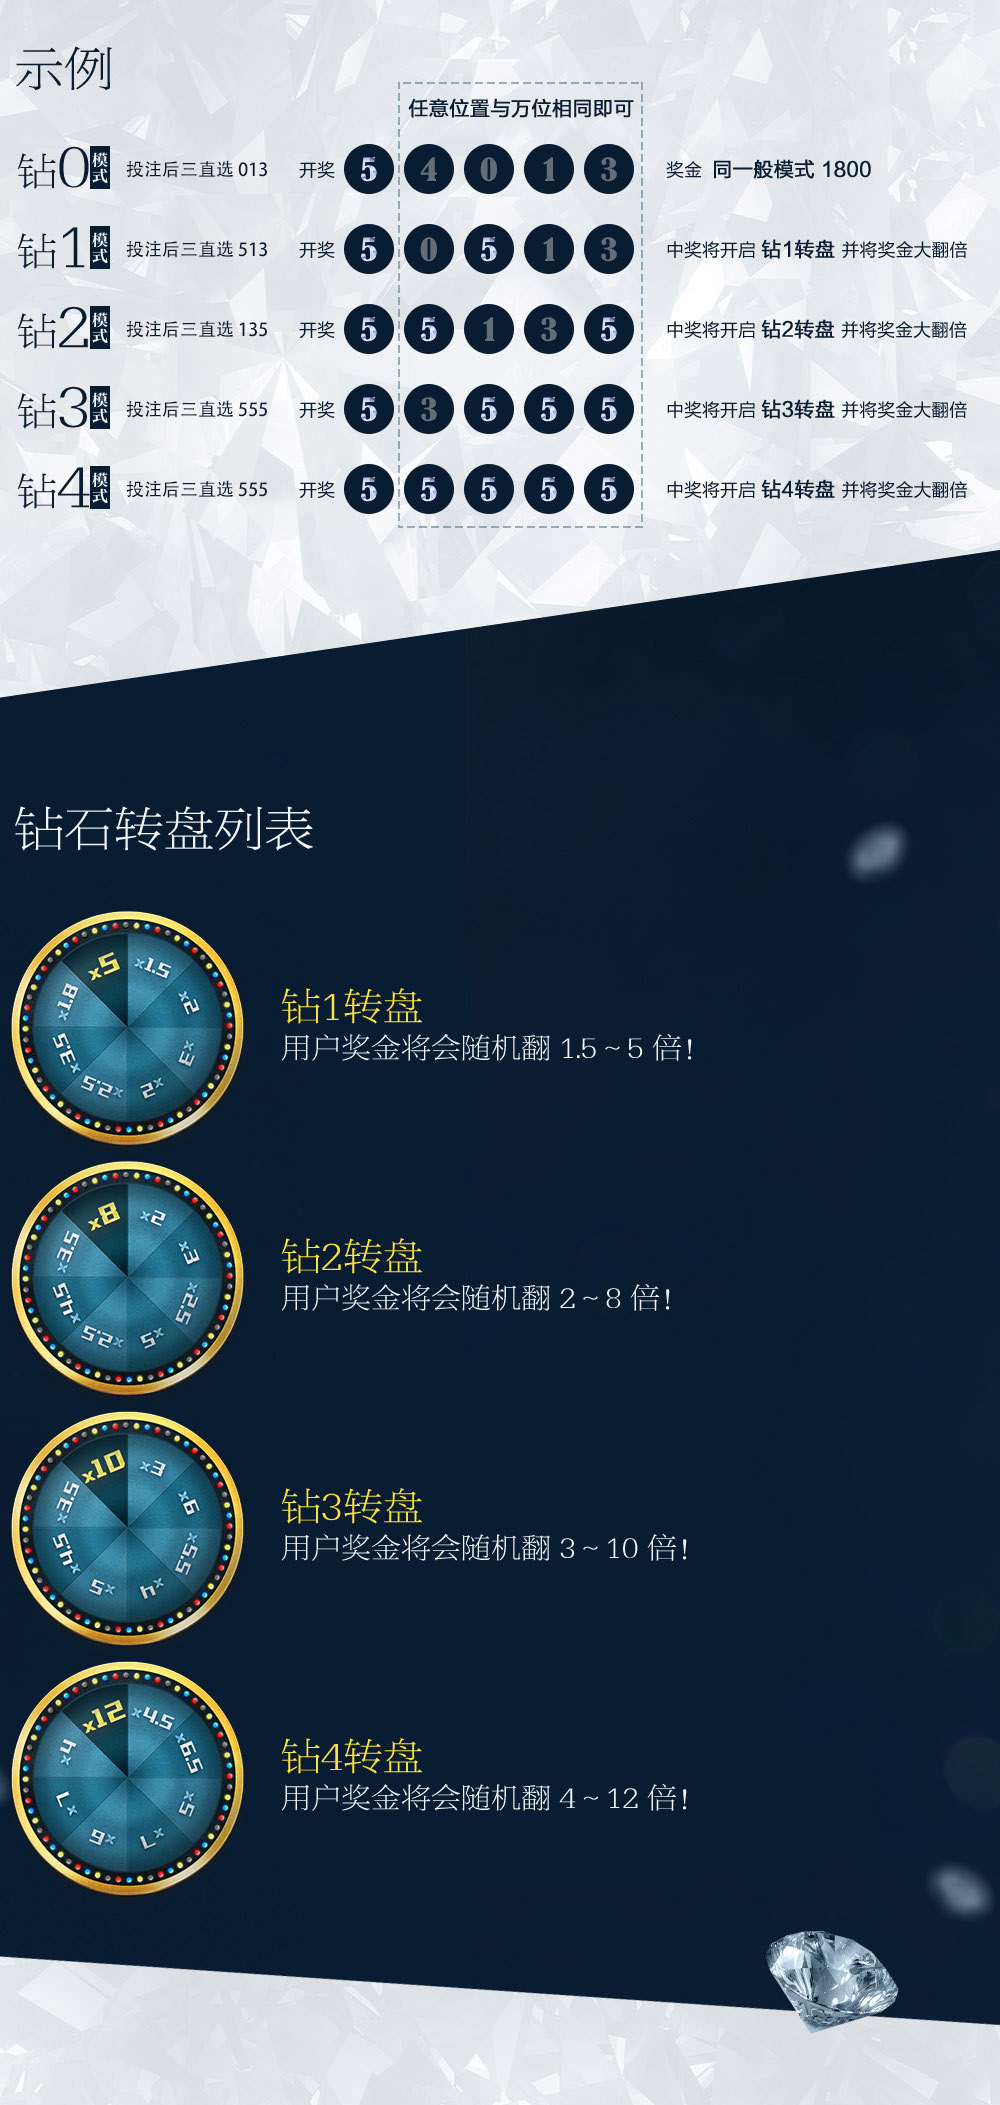 示例
任意位置与万位相同即可
钻0模式 投注后三直选 013 开奖 5 4 0 1 3 奖金 同一般模式 1800
钻1模式 投注后三直选 513 开奖 5 0 5 1 3 中奖将开启 钻1转盘 并将奖金大翻倍
钻2模式 投注后三直选 135 开奖 5 5 1 3 5 中奖将开启 钻2转盘 并将奖金大翻倍
钻3模式 投注后三直选 555 开奖 5 3 5 5 5 中奖将开启 钻3转盘 并将奖金大翻倍
钻4模式 投注后三直选 555 开奖 5 5 5 5 5 中奖将开启 钻4转盘 并将奖金大翻倍
钻石转盘列表
x5 x1.5 x2 x3 x2 x2.5 x3.5 x1.8
钻1转盘
用户奖金将会随机翻 1.5 ~ 5 倍!
x8 x2 x3 x2.5 x5 x2.5 x4.5 x3.5
钻2转盘
用户奖金将会随机翻 2 ~ 8 倍!
x10 x3 x6 x5.5 x4 x5 x4.5 x3.5
钻3转盘
用户奖金将会随机翻 3 ~ 10 倍!
x12 x4.5 x6.5 x5 x7 x6 x7 x4
钻4转盘
用户奖金将会随机翻 4 ~ 12 倍!